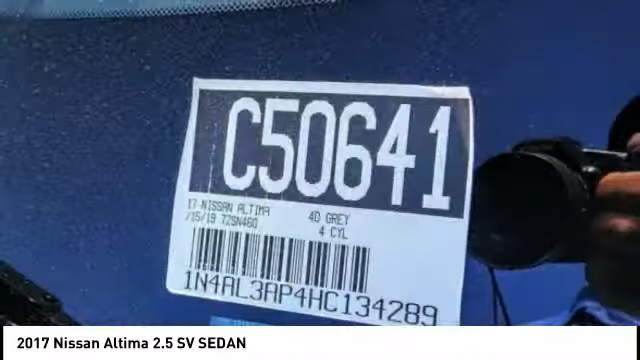 C50641
17 NISSAN ALTIMA 4D GREY
/15/19 72SN460 4 CYL
1N4AL3AP4HC134289
2017 Nissan Altima 2.5 SV SEDAN